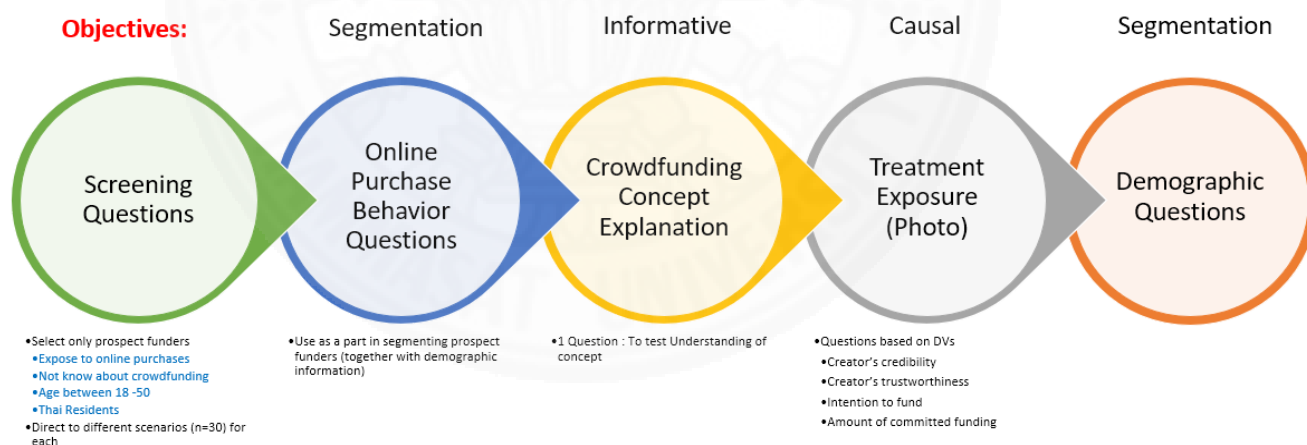 Objectives:
Segmentation
Informative
Causal
Segmentation
Screening
Questions
Online
Purchase
Behavior
Questions
Crowdfunding
Concept
Explanation
Treatment
Exposure
(Photo)
Demographic
Questions
•Select only prospect funders
•Expose to online purchases
•Not know about crowdfunding
•Age between 18 -50
•Thai Residents
•Direct to different scenarios (n=30) for
each
•Use as a part in segmenting prospect
funders (together with demographic
information)
•1 Question : To test Understanding of
concept
•Questions based on DVs
•Creator's credibility
•Creator's trustworthiness
•Intention to fund
•Amount of committed funding